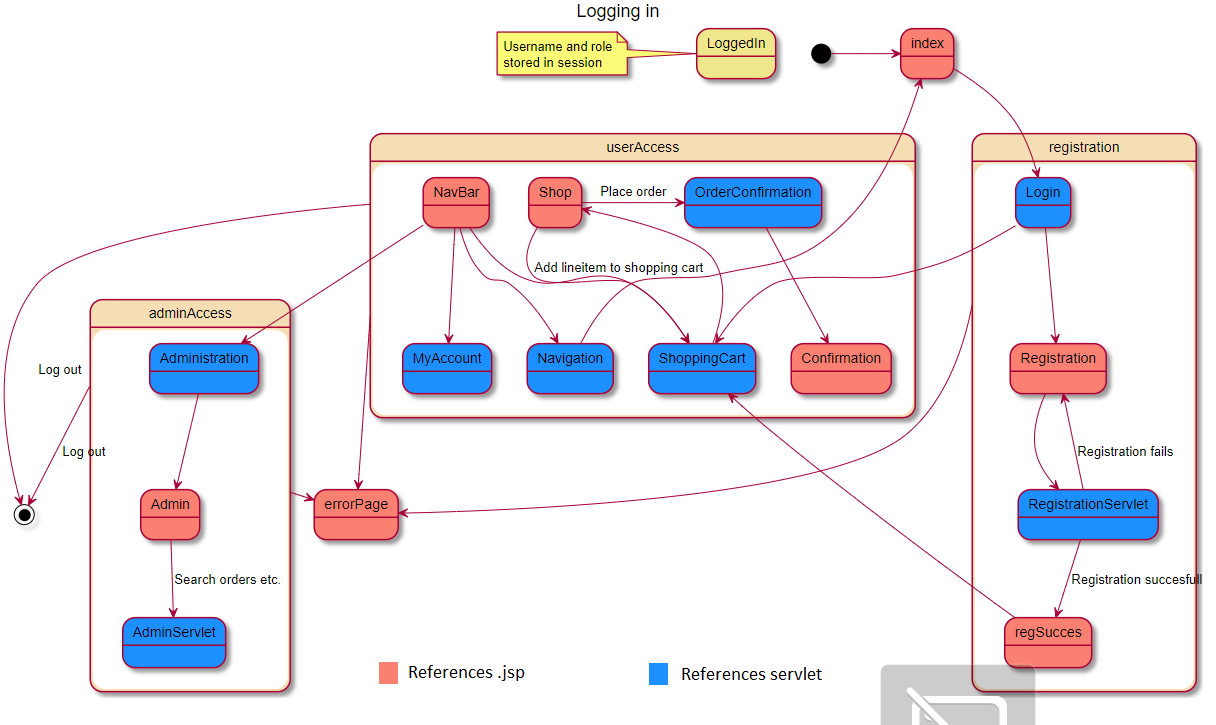 Logging in
Username and role
stored in session
LoggedIn
index
userAccess
registration
NavBar
Shop
Place order
OrderConfirmation
Login
Add lineitem to shopping cart
adminAccess
Administration
MyAccount
Navigation
ShoppingCart
Confirmation
Registration
Log out
Log out
Registration fails
Admin
errorPage
RegistrationServlet
Search orders etc.
Registration succesfull
AdminServlet
regSucces
References .jsp
References servlet